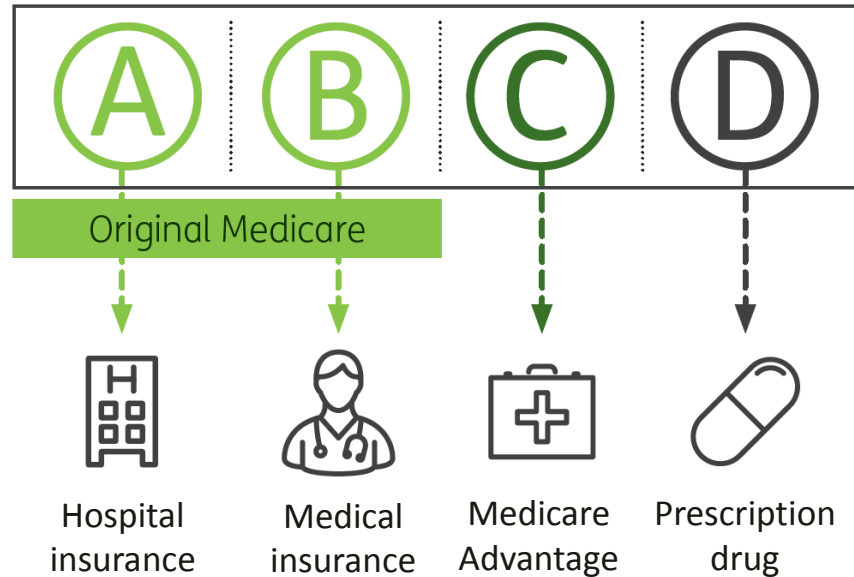 A B C D
Original Medicare
H
Hospital
insurance
Medical
insurance
Medicare
Advantage
Prescription
drug